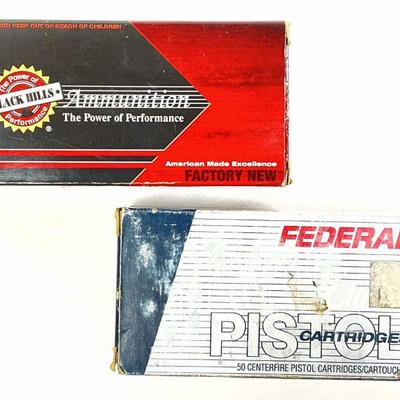 KEEP OUT OF REACH OF CHILDREN
The Power of
BLACK HILLS
Performance
®
Ammunition
The Power of Performance
American Made Excellence
FACTORY NEW
FEDERAL
Cla
PISTOL
CARTRIDGES
50 CENTERFIRE PISTOL CARTRIDGES/CARTOUCH